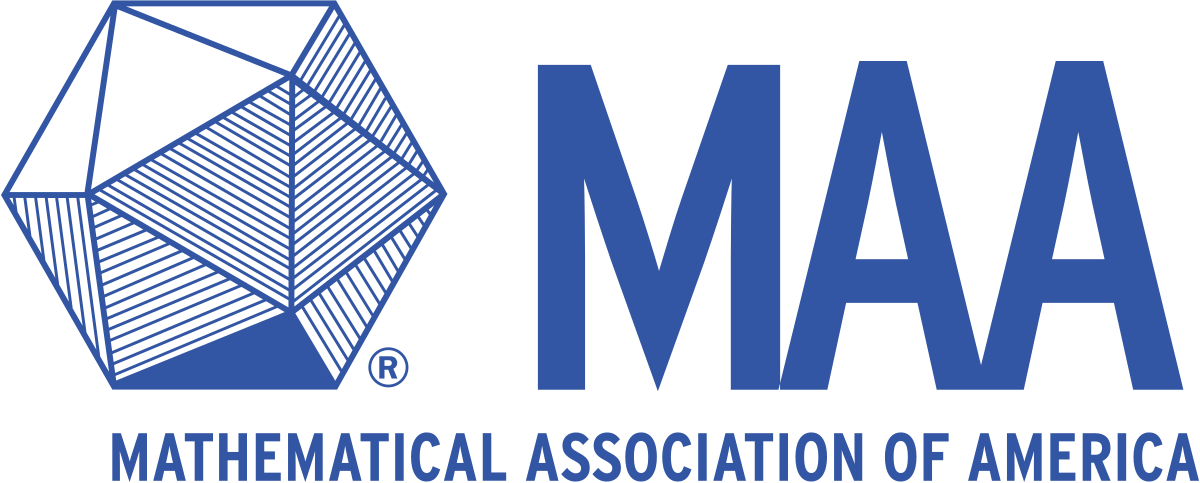 MAA
®
MATHEMATICAL ASSOCIATION OF AMERICA